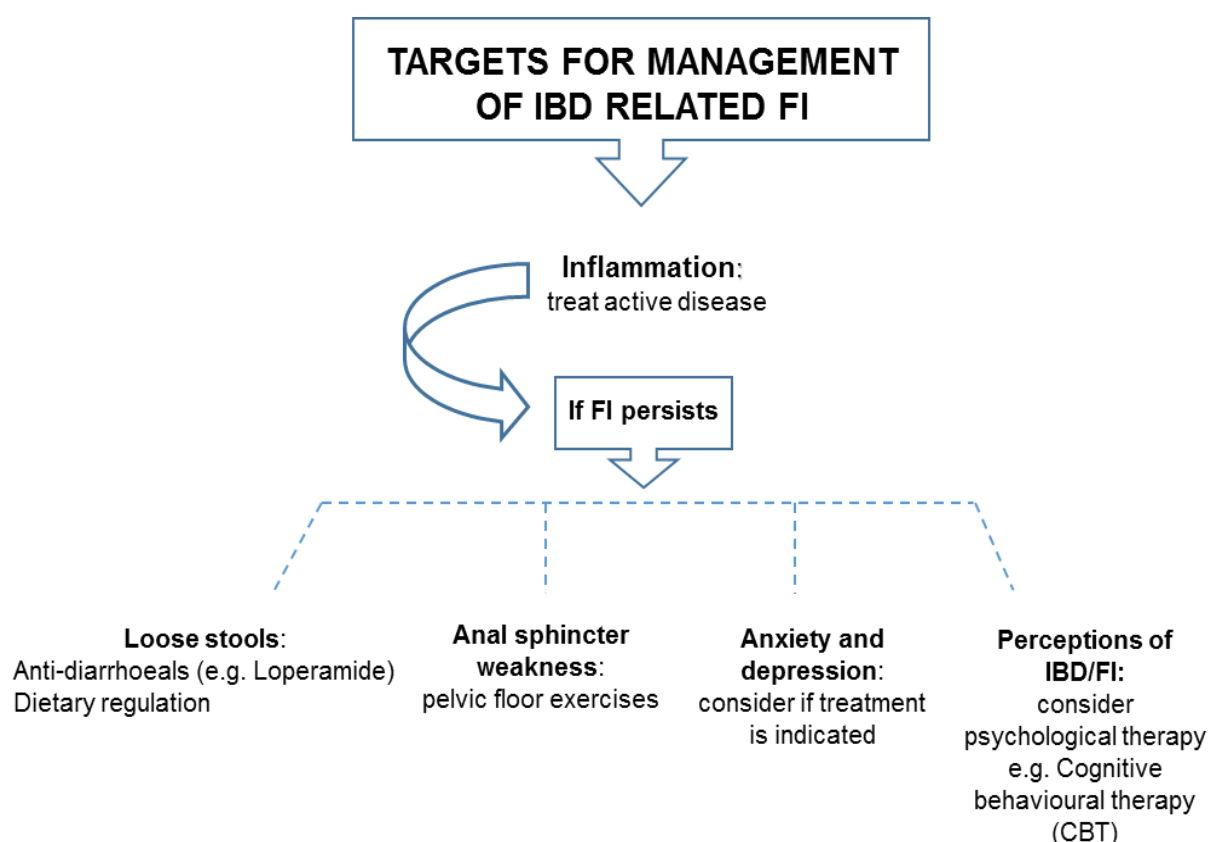 TARGETS FOR MANAGEMENT
OF IBD RELATED FI
Inflammation:
treat active disease
If FI persists
Loose stools:
Anti-diarrhoeals (e.g. Loperamide)
Dietary regulation
Anal sphincter
weakness:
pelvic floor exercises
Anxiety and
depression:
consider if treatment
is indicated
Perceptions of
IBD/FI:
consider
psychological therapy
e.g. Cognitive
behavioural therapy
(CBT)